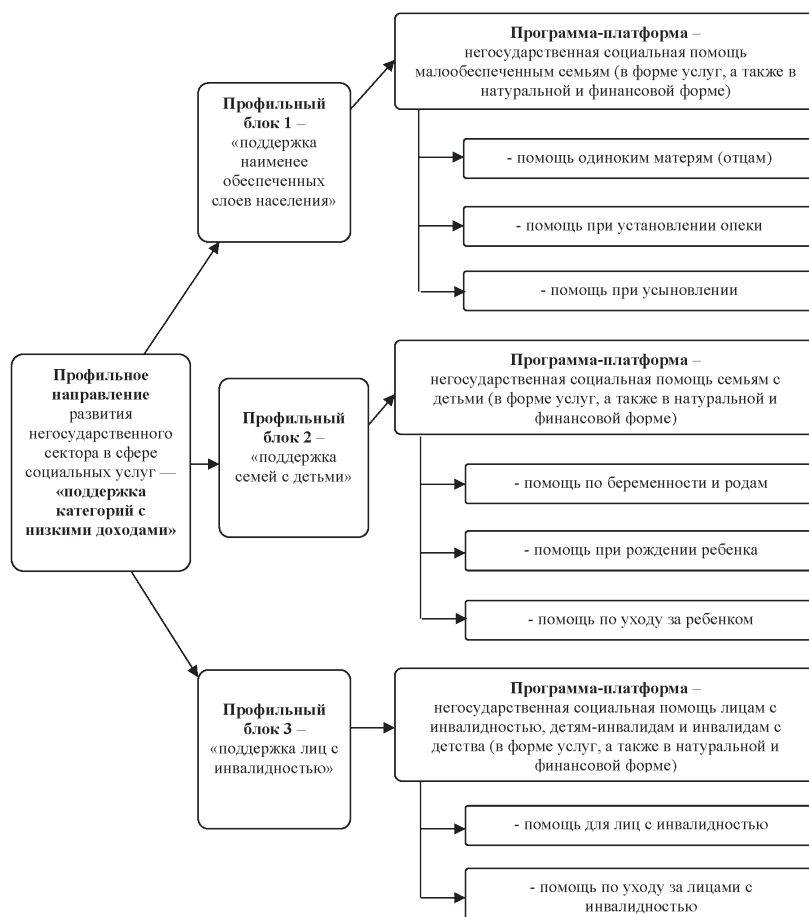 Профильное
направление
развития
негосударственного
сектора в сфере
социальных услуг —
«поддержка
категорий с
низкими доходами»
Профильный
блок 1 –
«поддержка
наименее
обеспеченных
слоев населения»
Программа-платформа –
негосударственная социальная помощь
малообеспеченным семьям (в форме услуг, а также в
натуральной и финансовой форме)
- помощь одиноким матерям (отцам)
- помощь при установлении опеки
- помощь при усыновлении
Профильный
блок 2 –
«поддержка
семей с детьми»
Программа-платформа –
негосударственная социальная помощь семьям с
детьми (в форме услуг, а также в натуральной и
финансовой форме)
- помощь по беременности и родам
- помощь при рождении ребенка
- помощь по уходу за ребенком
Профильный
блок 3 –
«поддержка лиц с
инвалидностью»
Программа-платформа –
негосударственная социальная помощь лицам с
инвалидностью, детям-инвалидам и инвалидам с
детства (в форме услуг, а также в натуральной и
финансовой форме)
- помощь для лиц с инвалидностью
- помощь по уходу за лицами с
инвалидностью